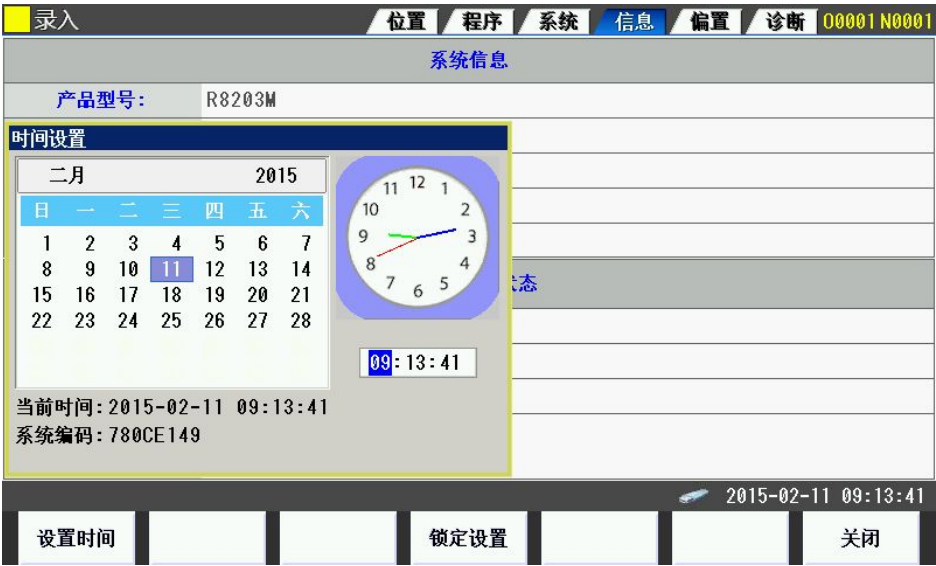 录入 位置 程序 系统 信息 偏置 诊断 O0001 N0001
系统信息
产品型号: R8203M
时间设置
二月 2015
日 一 二 三 四 五 六
1 2 3 4 5 6 7
8 9 10 11 12 13 14
15 16 17 18 19 20 21
22 23 24 25 26 27 28
12
11 1
10 2
9 3
8 4
7 6 5
态
09:13:41
当前时间:2015-02-11 09:13:41
系统编码:780CE149
2015-02-11 09:13:41
设置时间 锁定设置 关闭